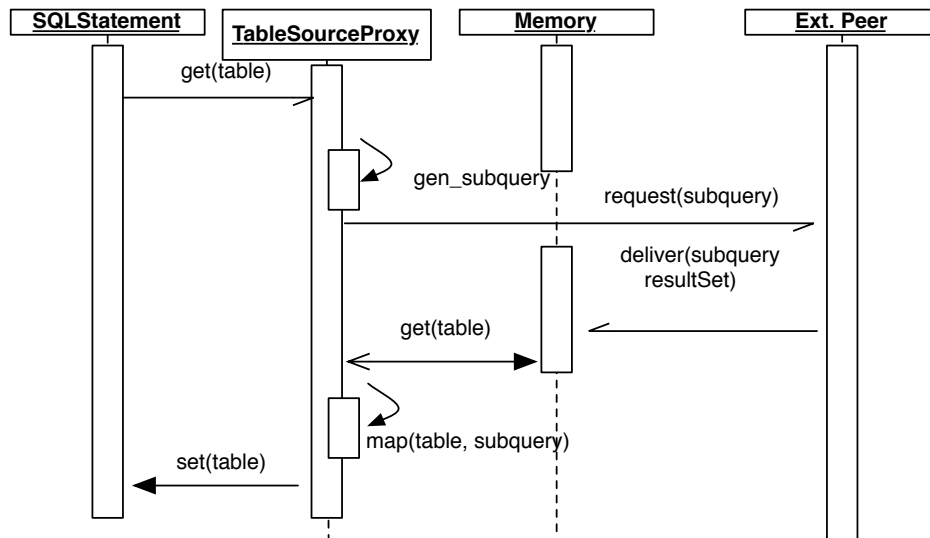 SQLStatement
TableSourceProxy
Memory
Ext. Peer
get(table)
gen_subquery
request(subquery)
deliver(subquery
resultSet)
get(table)
map(table, subquery)
set(table)